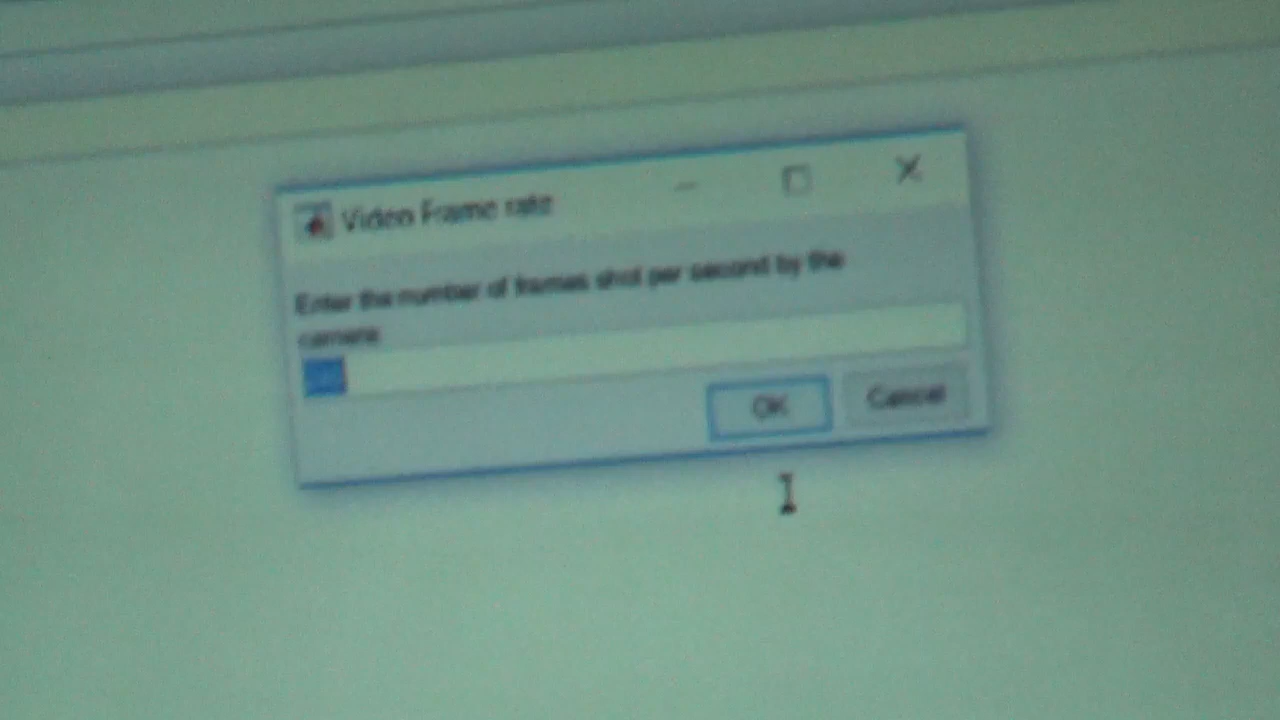 Video Frame rate
Enter the number of frames shot per second by the
camera
OK
Cancel